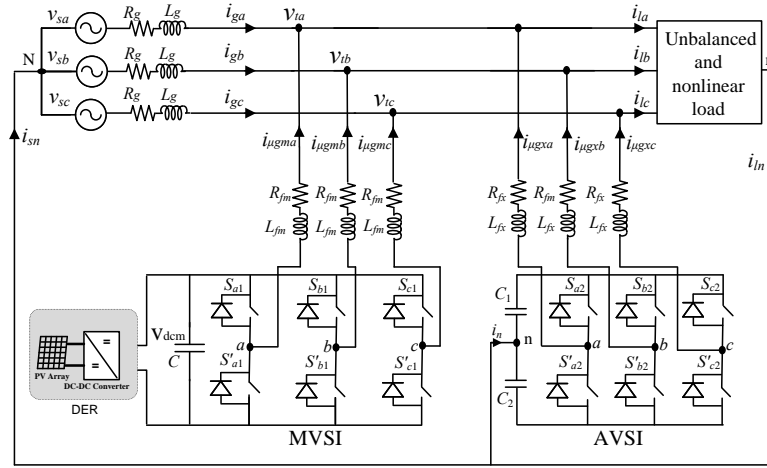 v_sa R_g L_g i_ga v_ta i_la
N v_sb R_g L_g i_gb v_tb i_lb
v_sc R_g L_g i_gc v_tc i_lc
Unbalanced
and
nonlinear
load
n
i_sn i_μgma i_μgmb i_μgmc i_μgxa i_μgxb i_μgxc i_ln
R_fm R_fm R_fm R_fx R_fm R_fx
L_fm L_fm L_fm L_fx L_fx L_fx
S_a1 S_b1 S_c1 C_1 S_a2 S_b2 S_c2
V_dcm C a b c i_n n a b c
S'_a1 S'_b1 S'_c1 C_2 S'_a2 S'_b2 S'_c2
= =
PV Array
DC-DC Converter
DER
MVSI AVSI